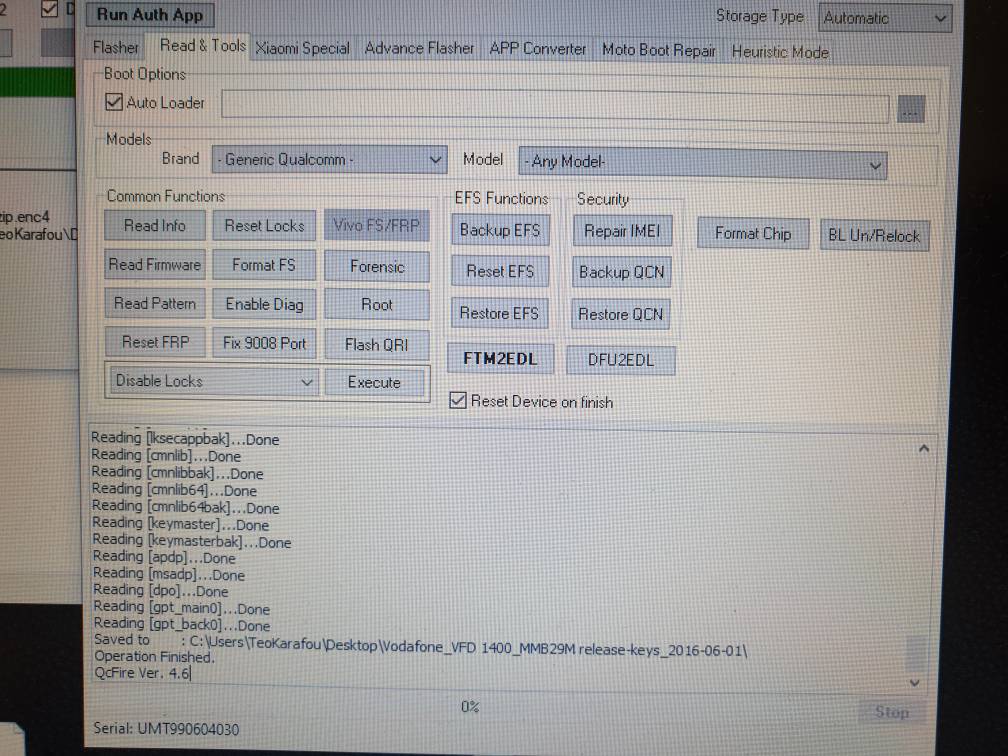 2
Run Auth App
Storage Type
Automatic
Flasher
Read & Tools
Xiaomi Special
Advance Flasher
APP Converter
Moto Boot Repair
Heuristic Mode
Boot Options
Auto Loader
...
Models
Brand
- Generic Qualcomm -
Model
- Any Model-
Common Functions
EFS Functions
Security
Read Info
Reset Locks
Vivo FS/FRP
Backup EFS
Repair IMEI
Format Chip
BL Un/Relock
zip.enc4
TeoKarafou\D
Read Firmware
Format FS
Forensic
Reset EFS
Backup QCN
Read Pattern
Enable Diag
Root
Restore EFS
Restore QCN
Reset FRP
Fix 9008 Port
Flash QRI
FTM2EDL
DFU2EDL
Disable Locks
Execute
Reset Device on finish
Reading [lksecappbak]...Done
Reading [cmnlib]...Done
Reading [cmnlibbak]...Done
Reading [cmnlib64]...Done
Reading [cmnlib64bak]...Done
Reading [keymaster]...Done
Reading [keymasterbak]...Done
Reading [apdp]...Done
Reading [msadp]...Done
Reading [dpo]...Done
Reading [gpt_main0]...Done
Reading [gpt_back0]...Done
Saved to : C:\Users\TeoKarafou\Desktop\Vodafone_VFD 1400_MMB29M release-keys_2016-06-01\
Operation Finished.
QcFire Ver. 4.6
0%
Stop
Serial: UMT990604030